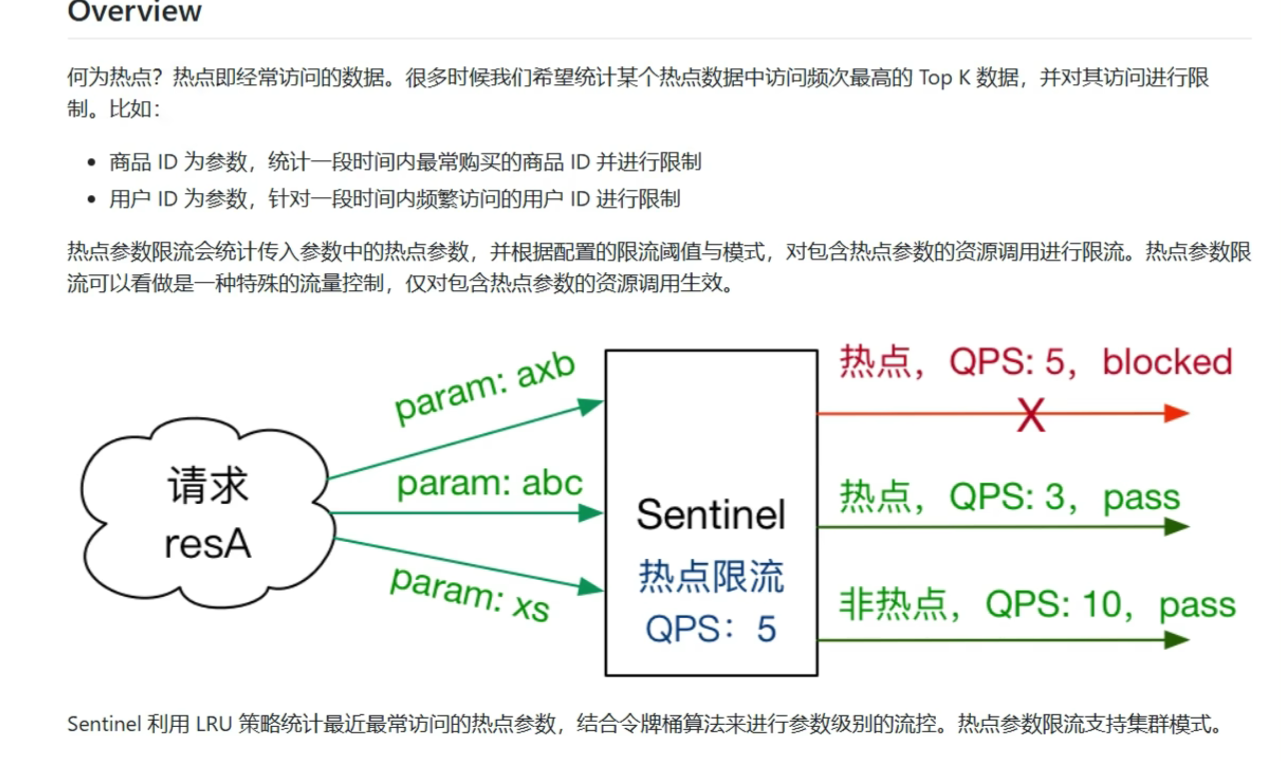 Overview
何为热点？热点即经常访问的数据。很多时候我们希望统计某个热点数据中访问频次最高的 Top K 数据，并对其访问进行限
制。比如：
• 商品 ID 为参数，统计一段时间内最常购买的商品 ID 并进行限制
• 用户 ID 为参数，针对一段时间内频繁访问的用户 ID 进行限制
热点参数限流会统计传入参数中的热点参数，并根据配置的限流阈值与模式，对包含热点参数的资源调用进行限流。热点参数限
流可以看做是一种特殊的流量控制，仅对包含热点参数的资源调用生效。
请求
resA
param: axb
param: abc
param: xs
Sentinel
热点限流
QPS：5
热点，QPS: 5，blocked
X
热点，QPS: 3，pass
非热点，QPS: 10，pass
Sentinel 利用 LRU 策略统计最近最常访问的热点参数，结合令牌桶算法来进行参数级别的流控。热点参数限流支持集群模式。